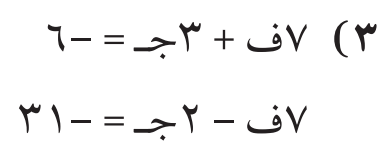 ٣) ٧ف + ٣جـ = −٦
٧ف − ٢جـ = −٣١